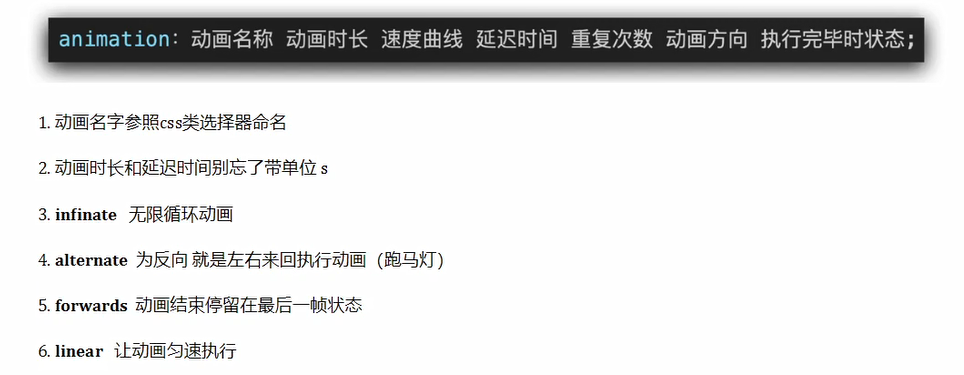 animation: 动画名称 动画时长 速度曲线 延迟时间 重复次数 动画方向 执行完毕时状态;
1. 动画名字参照css类选择器命名
2. 动画时长和延迟时间别忘了带单位 s
3. infinate 无限循环动画
4. alternate 为反向 就是左右来回执行动画（跑马灯）
5. forwards 动画结束停留在最后一帧状态
6. linear 让动画匀速执行